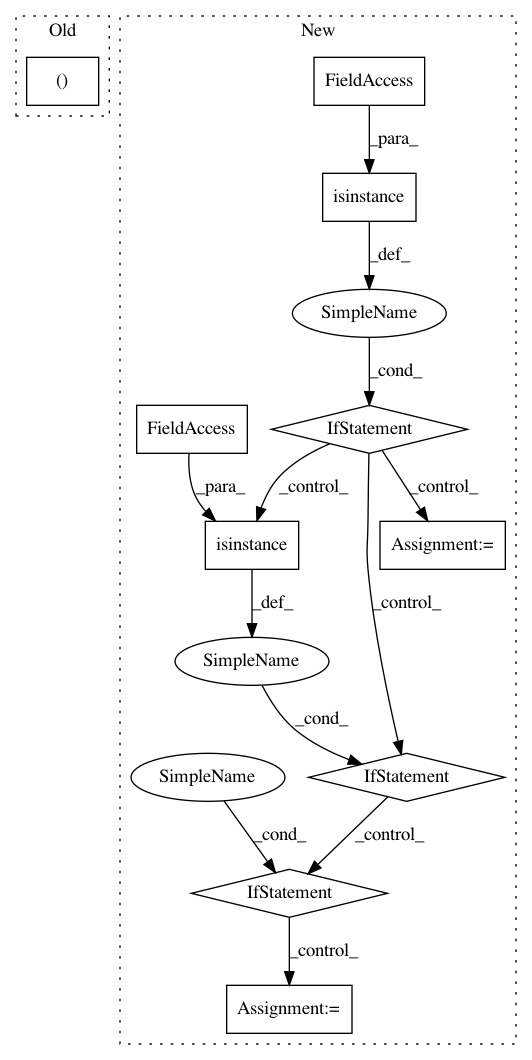 Old
New
()
FieldAccess
_para_
isinstance
_def_
SimpleName
_cond_
FieldAccess
IfStatement
_para_
_control_
_control_
isinstance
Assignment:=
_def_
_control_
SimpleName
_cond_
SimpleName
IfStatement
_cond_
_control_
IfStatement
_control_
Assignment:=